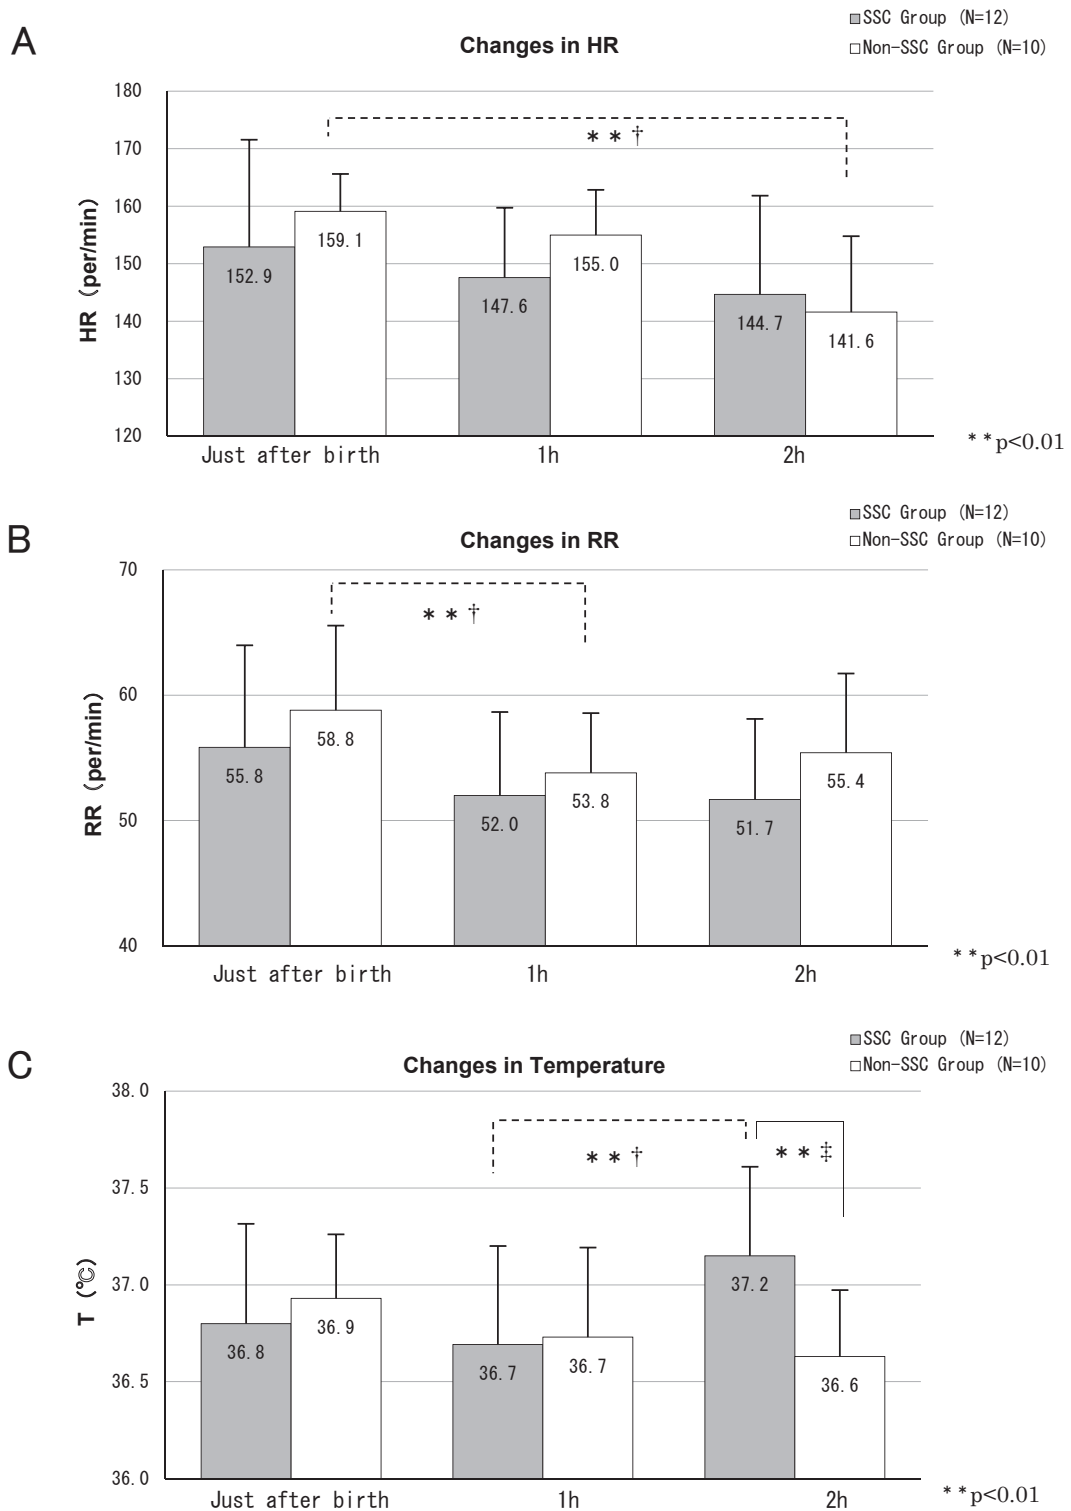 A
Changes in HR
SSC Group (N=12)
Non-SSC Group (N=10)
HR (per/min)
180
170
160
150
140
130
120
**†
152.9
159.1
147.6
155.0
144.7
141.6
Just after birth
1h
2h
**p<0.01
B
Changes in RR
SSC Group (N=12)
Non-SSC Group (N=10)
RR (per/min)
70
60
50
40
**†
55.8
58.8
52.0
53.8
51.7
55.4
Just after birth
1h
2h
**p<0.01
C
Changes in Temperature
SSC Group (N=12)
Non-SSC Group (N=10)
T (℃)
38.0
37.5
37.0
36.5
36.0
**†
**‡
36.8
36.9
36.7
36.7
37.2
36.6
Just after birth
1h
2h
**p<0.01